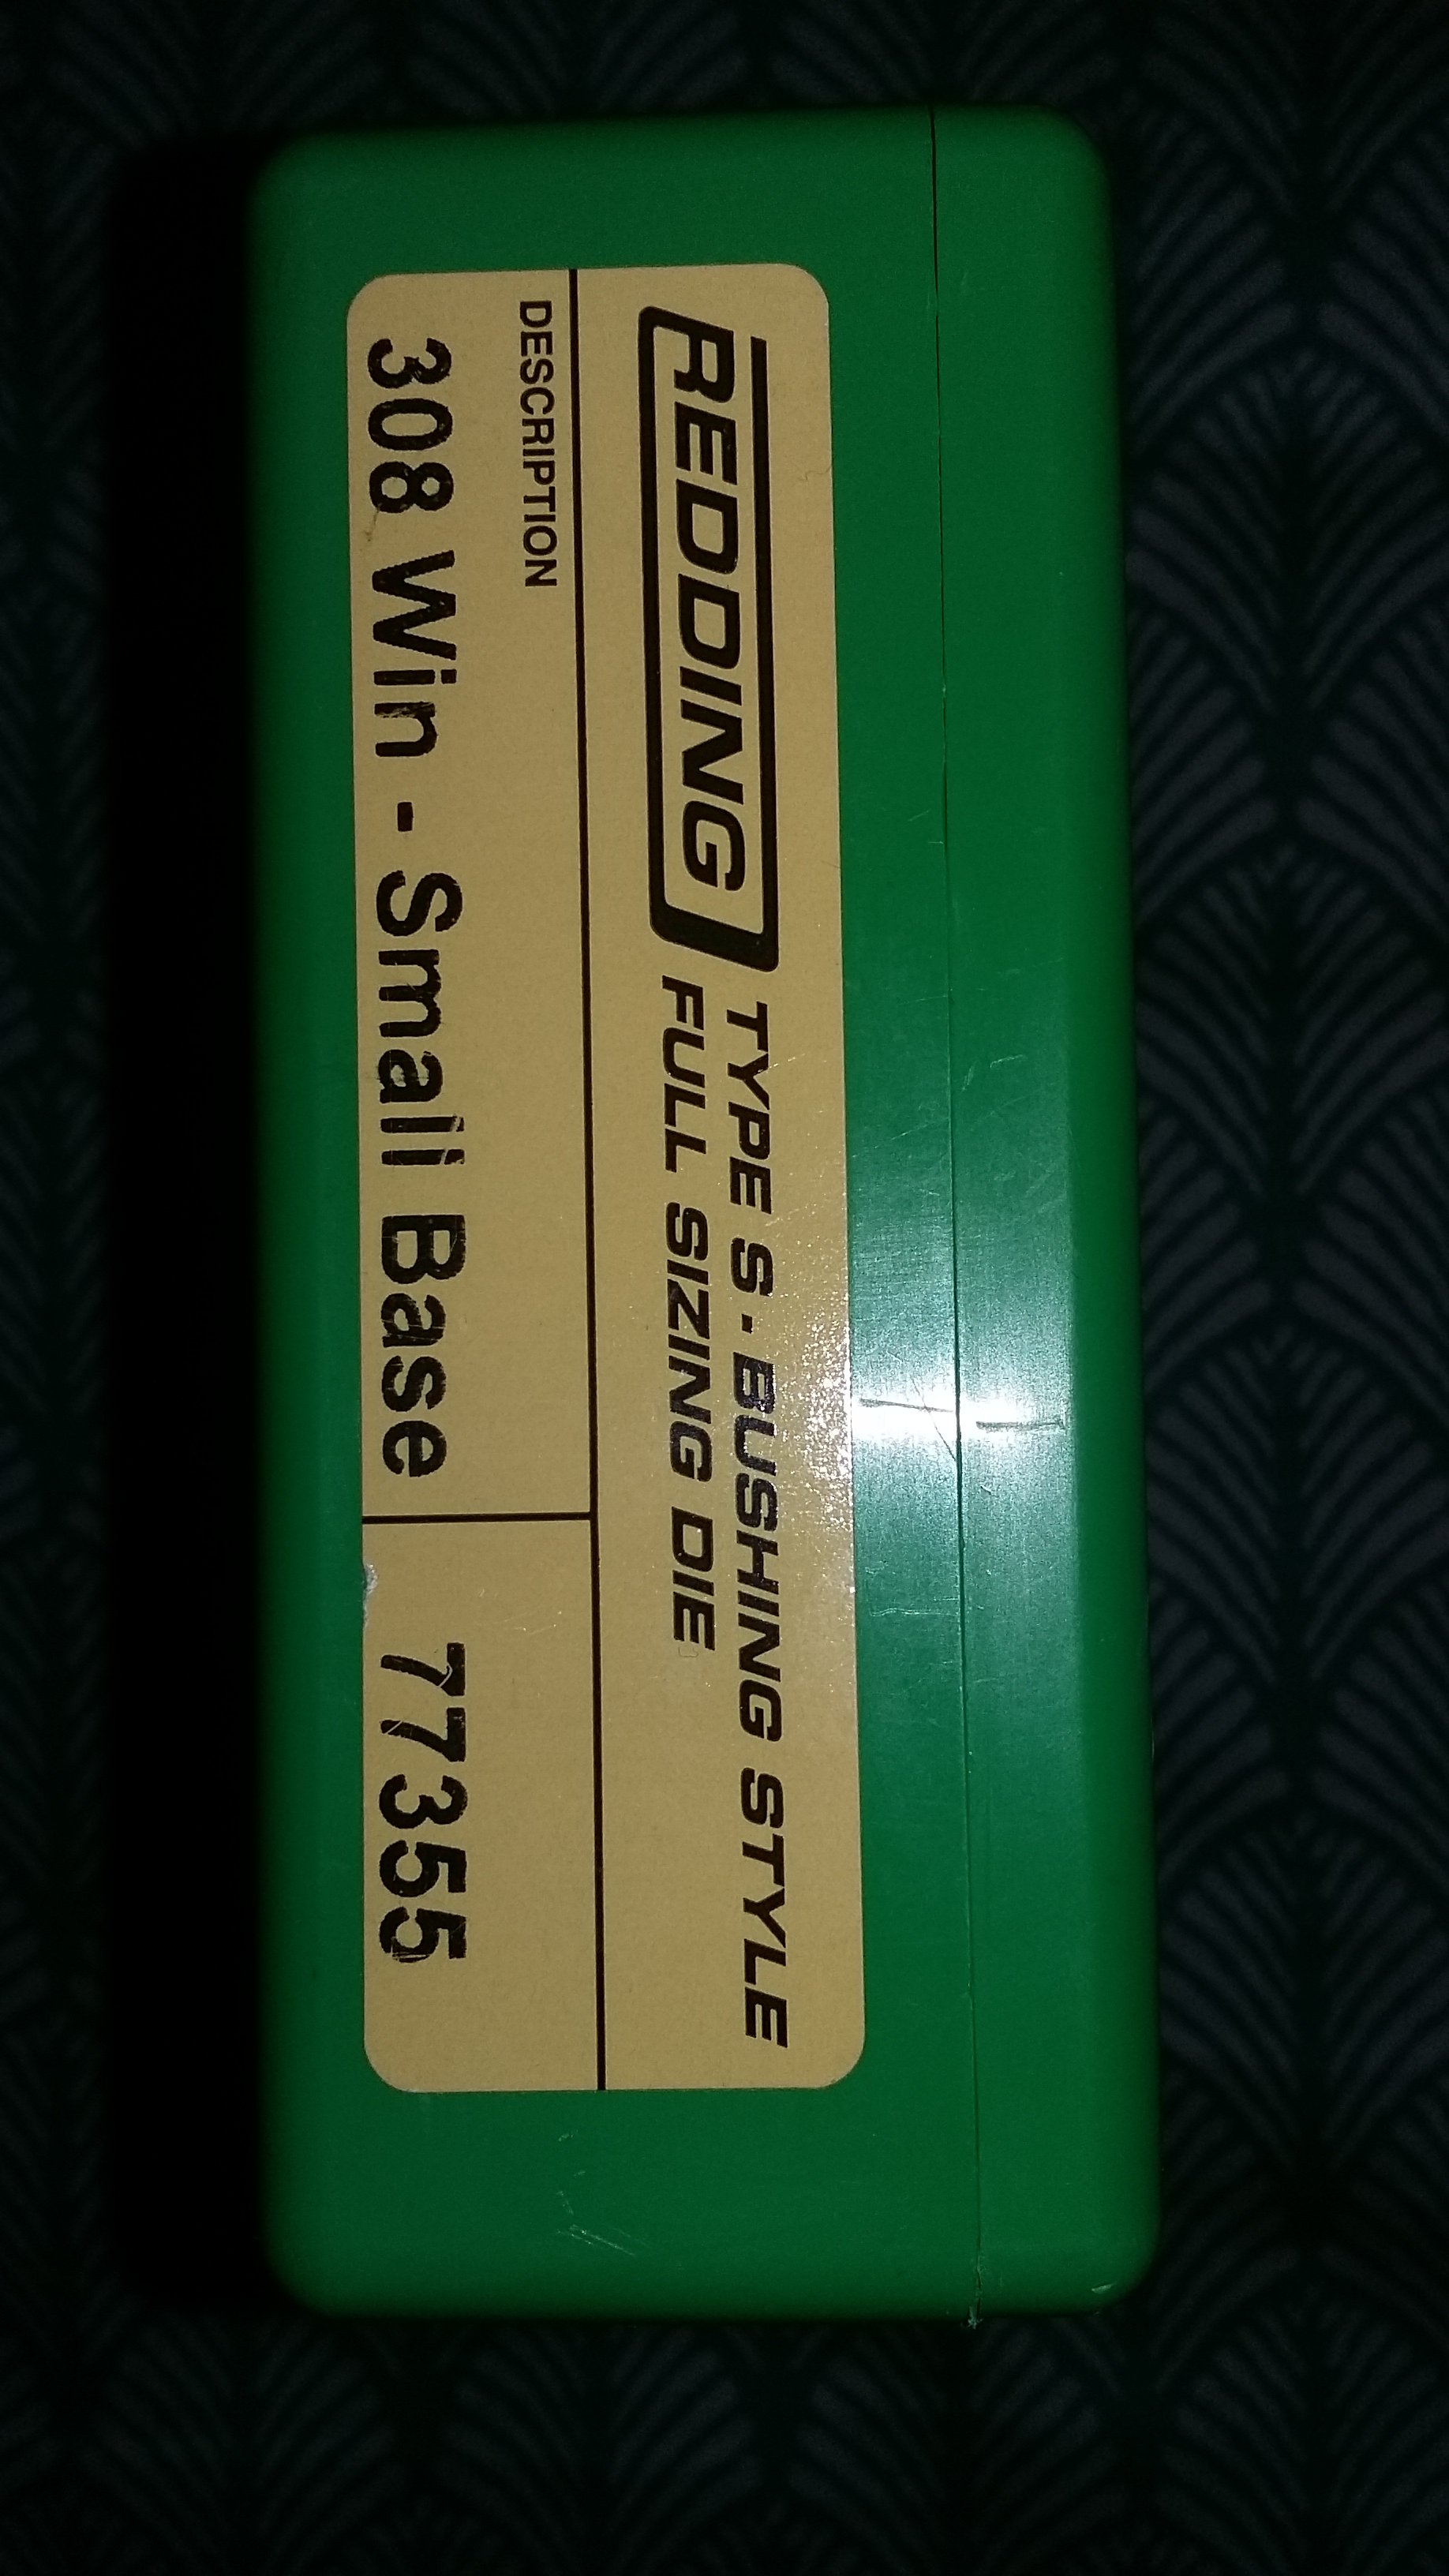 REDDING
TYPE S - BUSHING STYLE
FULL SIZING DIE
DESCRIPTION
308 Win - Small Base
77355